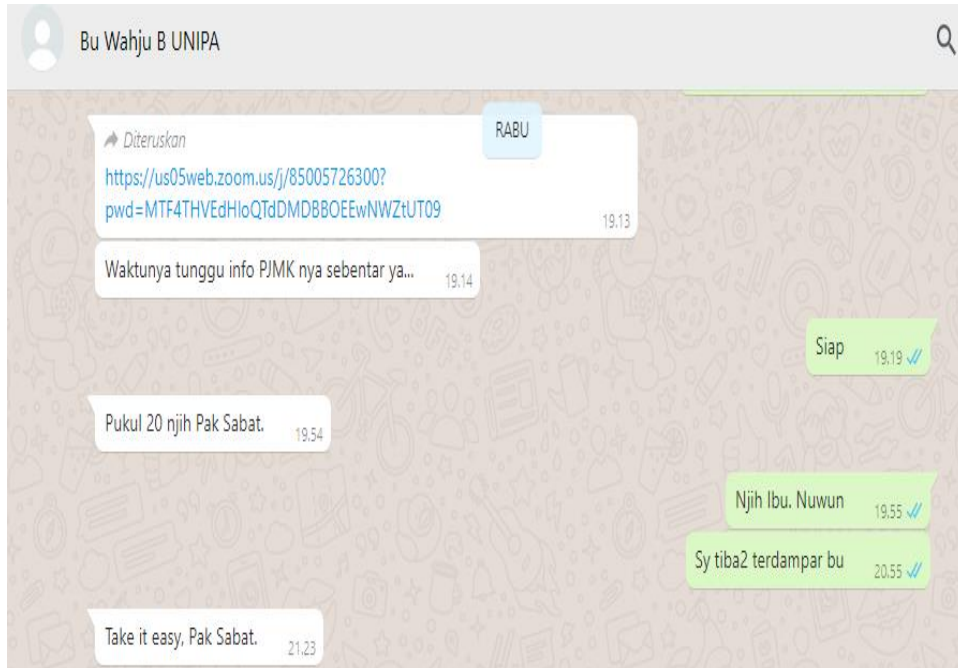 Bu Wahju B UNIPA
RABU
Diteruskan
https://us05web.zoom.us/j/85005726300?
pwd=MTF4THVEdHloQTdDMDBBOEEwNWZtUT09
19.13
Waktunya tunggu info PJMK nya sebentar ya... 19.14
Siap 19.19
Pukul 20 njih Pak Sabat. 19.54
Njih Ibu. Nuwun 19.55
Sy tiba2 terdampar bu 20.55
Take it easy, Pak Sabat. 21.23